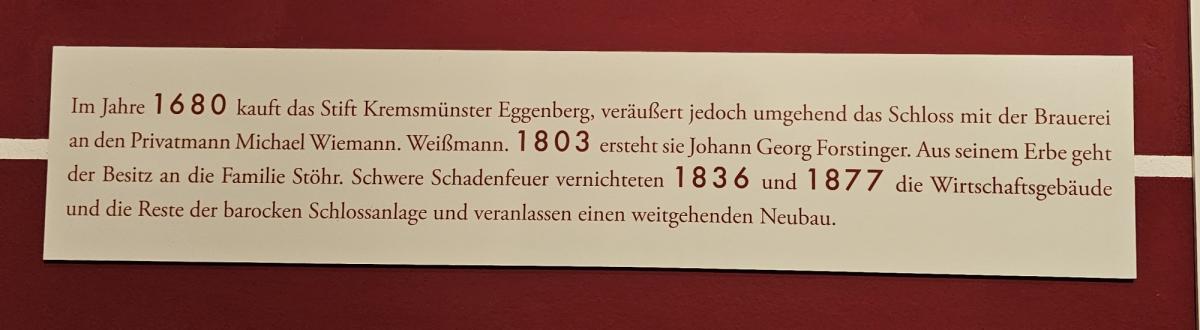 Im Jahre 1680 kauft das Stift Kremsmünster Eggenberg, veräußert jedoch umgehend das Schloss mit der Brauerei
an den Privatmann Michael Wiemann. Weißmann. 1803 ersteht sie Johann Georg Forstinger. Aus seinem Erbe geht
der Besitz an die Familie Stöhr. Schwere Schadenfeuer vernichteten 1836 und 1877 die Wirtschaftsgebäude
und die Reste der barocken Schlossanlage und veranlassen einen weitgehenden Neubau.